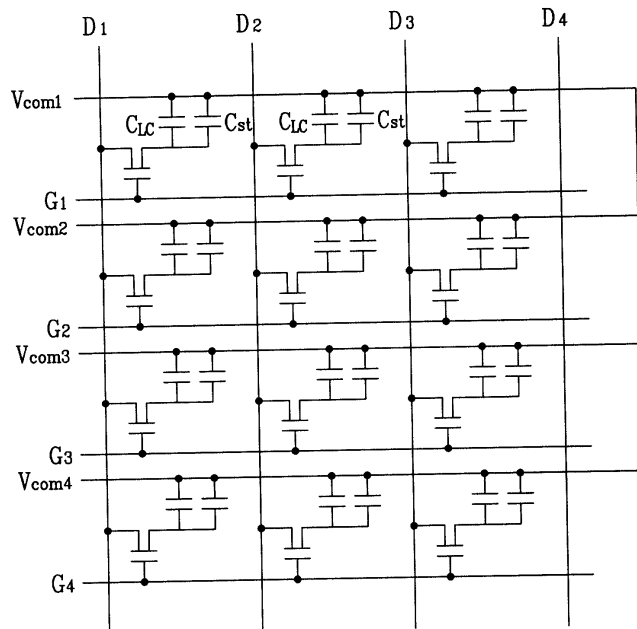 D1 D2 D3 D4
Vcom1
CLC Cst CLC Cst
G1
Vcom2
G2
Vcom3
G3
Vcom4
G4